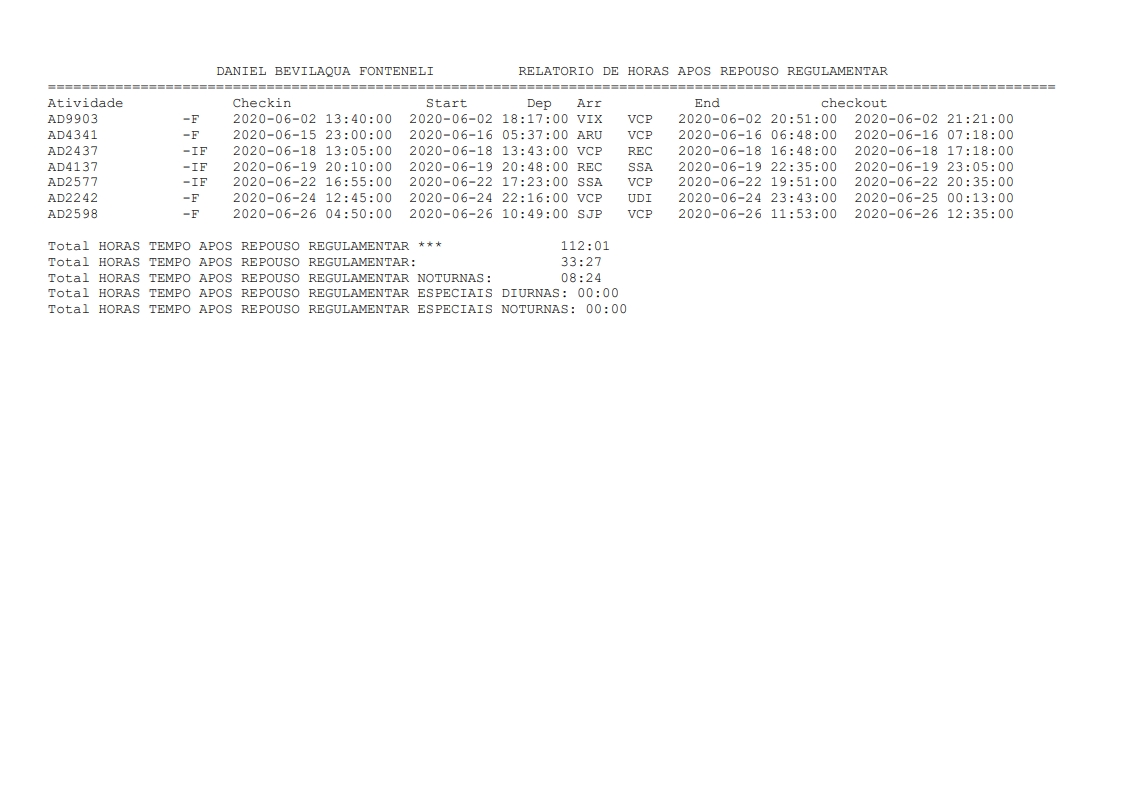 DANIEL BEVILAQUA FONTENELI          RELATORIO DE HORAS APOS REPOUSO REGULAMENTAR
========================================================================================================================
Atividade             Checkin                Start       Dep   Arr           End            checkout
AD9903          -F    2020-06-02 13:40:00  2020-06-02 18:17:00 VIX   VCP   2020-06-02 20:51:00  2020-06-02 21:21:00
AD4341          -F    2020-06-15 23:00:00  2020-06-16 05:37:00 ARU   VCP   2020-06-16 06:48:00  2020-06-16 07:18:00
AD2437          -IF   2020-06-18 13:05:00  2020-06-18 13:43:00 VCP   REC   2020-06-18 16:48:00  2020-06-18 17:18:00
AD4137          -IF   2020-06-19 20:10:00  2020-06-19 20:48:00 REC   SSA   2020-06-19 22:35:00  2020-06-19 23:05:00
AD2577          -IF   2020-06-22 16:55:00  2020-06-22 17:23:00 SSA   VCP   2020-06-22 19:51:00  2020-06-22 20:35:00
AD2242          -F    2020-06-24 12:45:00  2020-06-24 22:16:00 VCP   UDI   2020-06-24 23:43:00  2020-06-25 00:13:00
AD2598          -F    2020-06-26 04:50:00  2020-06-26 10:49:00 SJP   VCP   2020-06-26 11:53:00  2020-06-26 12:35:00
Total HORAS TEMPO APOS REPOUSO REGULAMENTAR ***              112:01
Total HORAS TEMPO APOS REPOUSO REGULAMENTAR:                 33:27
Total HORAS TEMPO APOS REPOUSO REGULAMENTAR NOTURNAS:        08:24
Total HORAS TEMPO APOS REPOUSO REGULAMENTAR ESPECIAIS DIURNAS: 00:00
Total HORAS TEMPO APOS REPOUSO REGULAMENTAR ESPECIAIS NOTURNAS: 00:00